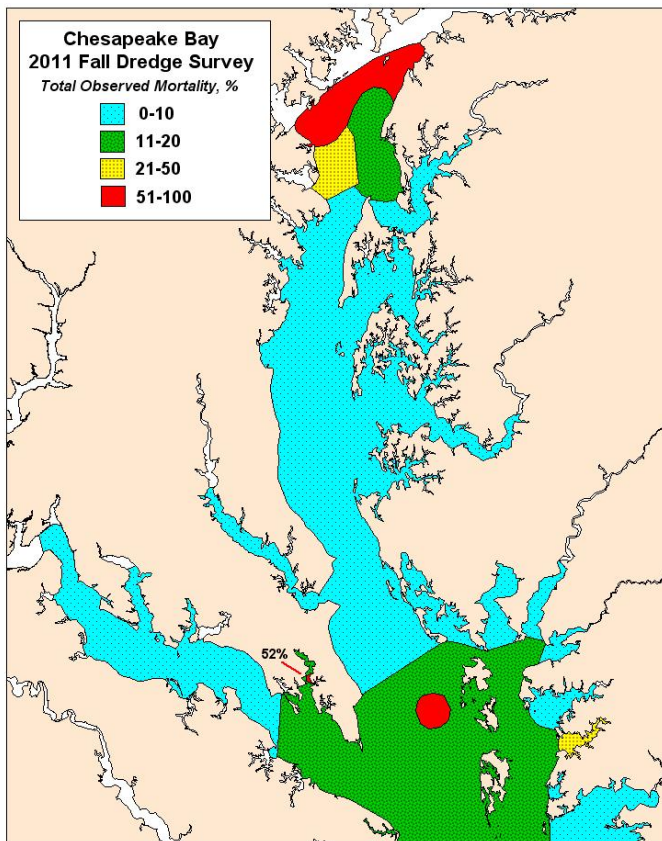 Chesapeake Bay
2011 Fall Dredge Survey
Total Observed Mortality, %
0-10
11-20
21-50
51-100
52%